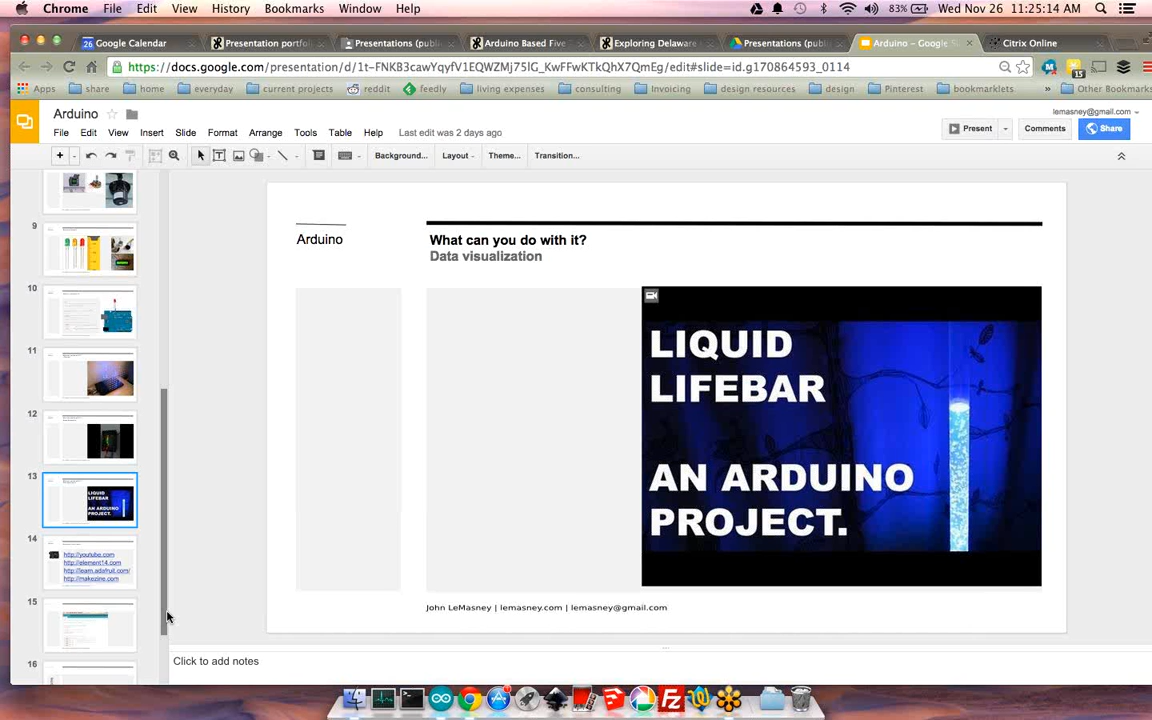 Chrome File Edit View History Bookmarks Window Help 83% Wed Nov 26 11:25:14 AM
26 Google Calendar
Presentation portfo
Presentations (publi
Arduino Based Five
Exploring Delaware
Presentations (publi
Arduino - Google S
Citrix Online
https://docs.google.com/presentation/d/1t-FNKB3cawYqyfV1EQWZMj75lG_KwFFwKTkQhX7QmEg/edit#slide=id.g170864593_0114
15
Apps share home everyday current projects reddit feedly living expenses consulting Invoicing design resources design Pinterest bookmarklets » Other Bookmarks
Arduino
lemasney@gmail.com
File Edit View Insert Slide Format Arrange Tools Table Help Last edit was 2 days ago
Present Comments Share
Background... Layout Theme... Transition...
9
10
11
12
13
LIQUID
LIFEBAR
AN ARDUINO
PROJECT.
14
http://youtube.com
http://element14.com
http://learn.adafruit.com/
http://makezine.com
15
16
Arduino
What can you do with it?
Data visualization
LIQUID
LIFEBAR
AN ARDUINO
PROJECT.
John LeMasney | lemasney.com | lemasney@gmail.com
Click to add notes